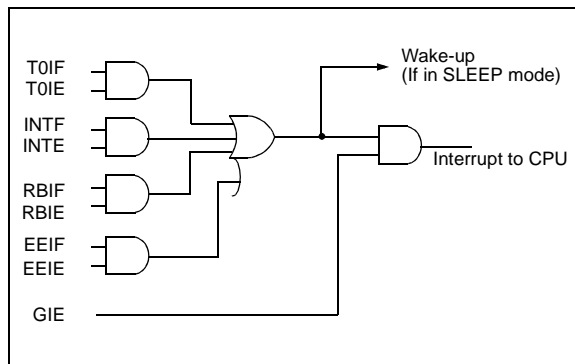 T0IF
T0IE
INTF
INTE
RBIF
RBIE
EEIF
EEIE
GIE
Wake-up
(If in SLEEP mode)
Interrupt to CPU